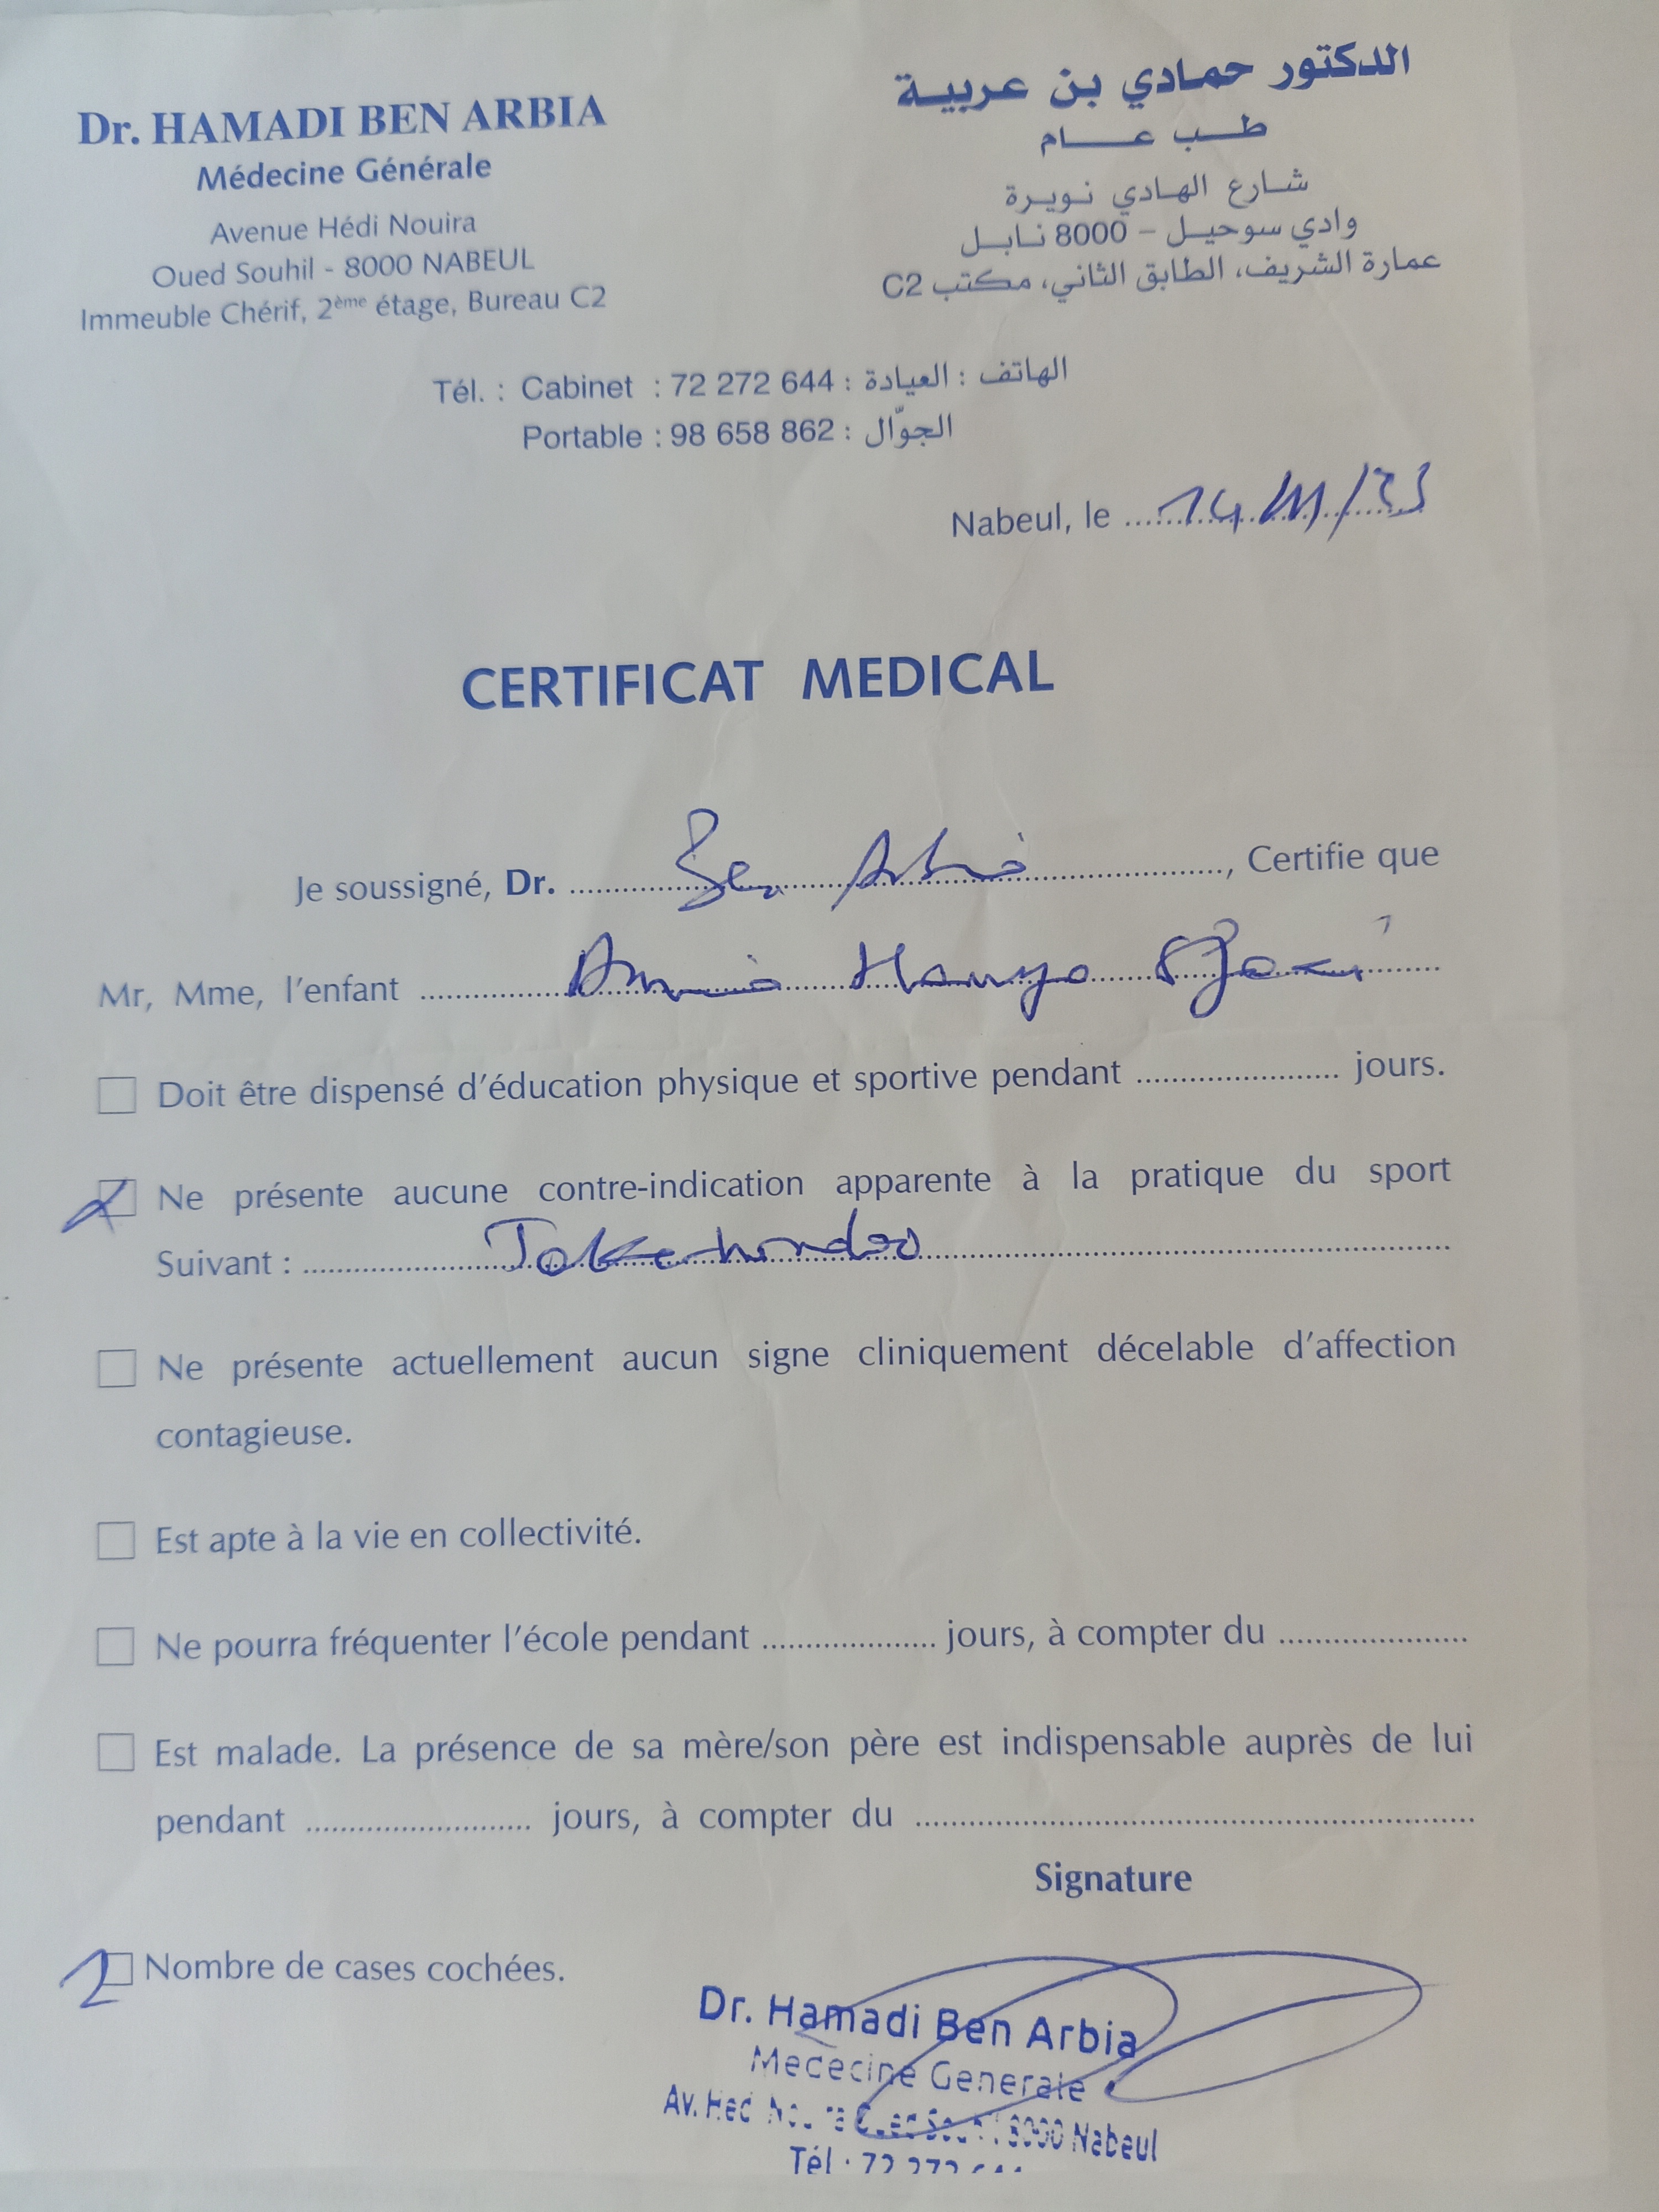 Dr. HAMADI BEN ARBIA
Médecine Générale
Avenue Hédi Nouira
Oued Souhil - 8000 NABEUL
Immeuble Chérif, 2ème étage, Bureau C2
الدكتور حمادي بن عربية
طب عام
شارع الهادي نويرة
وادي سوحيل – 8000 نابل
عمارة الشريف، الطابق الثاني، مكتب C2
Tél. : Cabinet : 72 272 644 : الهاتف : العيادة
Portable : 98 658 862 : الجوّال
Nabeul, le
CERTIFICAT MEDICAL
Je soussigné, Dr. Ben Arbia, Certifie que
Mr, Mme, l'enfant
Doit être dispensé d'éducation physique et sportive pendant .................... jours.
Ne présente aucune contre-indication apparente à la pratique du sport
Suivant :
Ne présente actuellement aucun signe cliniquement décelable d'affection
contagieuse.
Est apte à la vie en collectivité.
Ne pourra fréquenter l'école pendant .................... jours, à compter du ....................
Est malade. La présence de sa mère/son père est indispensable auprès de lui
pendant .................... jours, à compter du ....................
Signature
Nombre de cases cochées.
Dr. Hamadi Ben Arbia
Medecine Generale
Av. Nabeul
Tél : 72 272